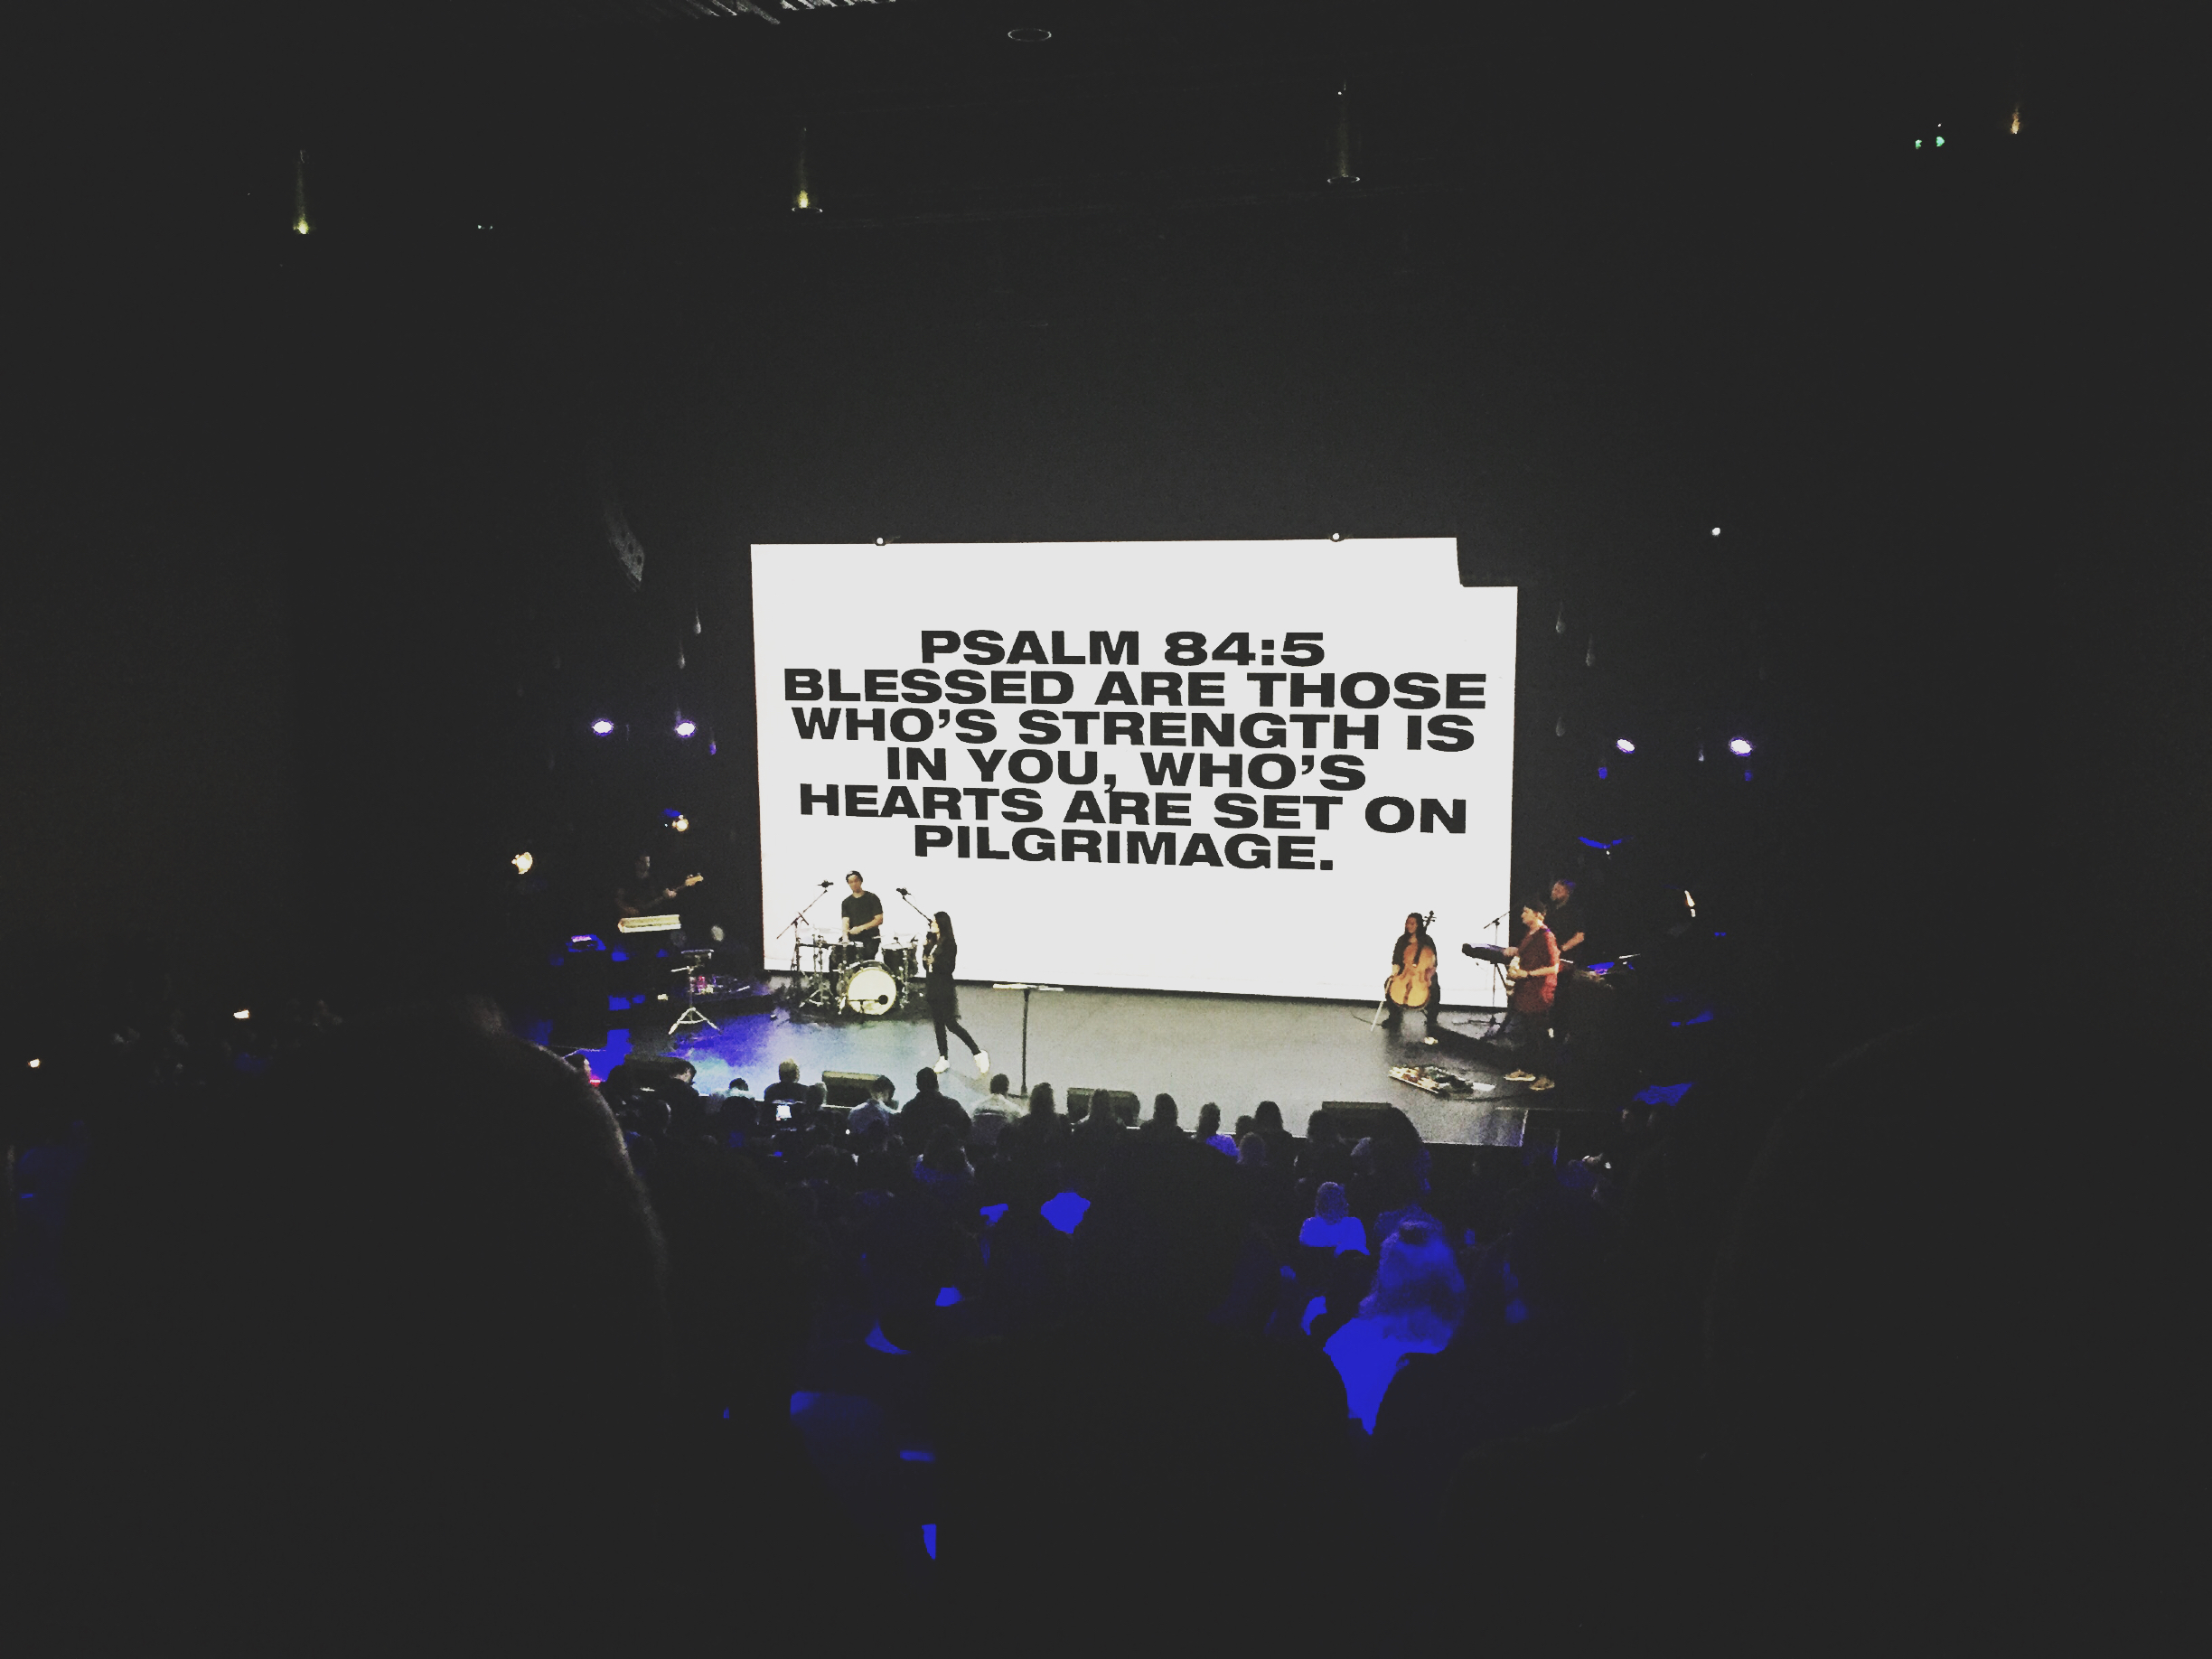 PSALM 84:5
BLESSED ARE THOSE
WHO'S STRENGTH IS
IN YOU, WHO'S
HEARTS ARE SET ON
PILGRIMAGE.